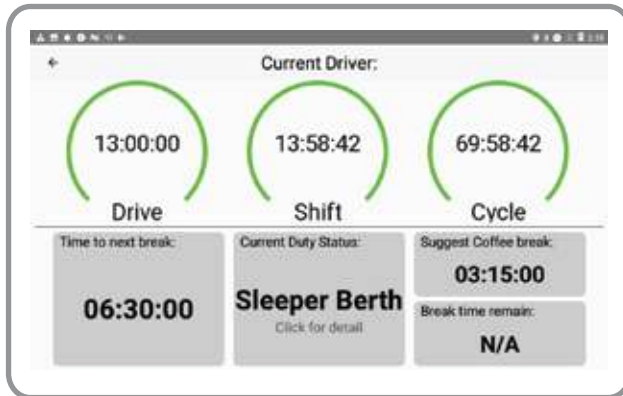 Current Driver:
13:00:00
Drive
13:58:42
Shift
69:58:42
Cycle
Time to next break:
06:30:00
Current Duty Status:
Sleeper Berth
Click for detail
Suggest Coffee break:
03:15:00
Break time remain:
N/A